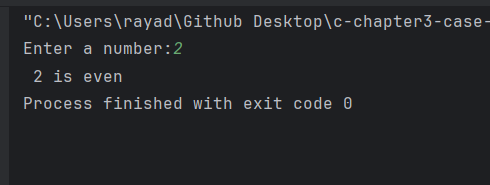 "C:\Users\rayad\Github Desktop\c-chapter3-case-
Enter a number:2
2 is even
Process finished with exit code 0